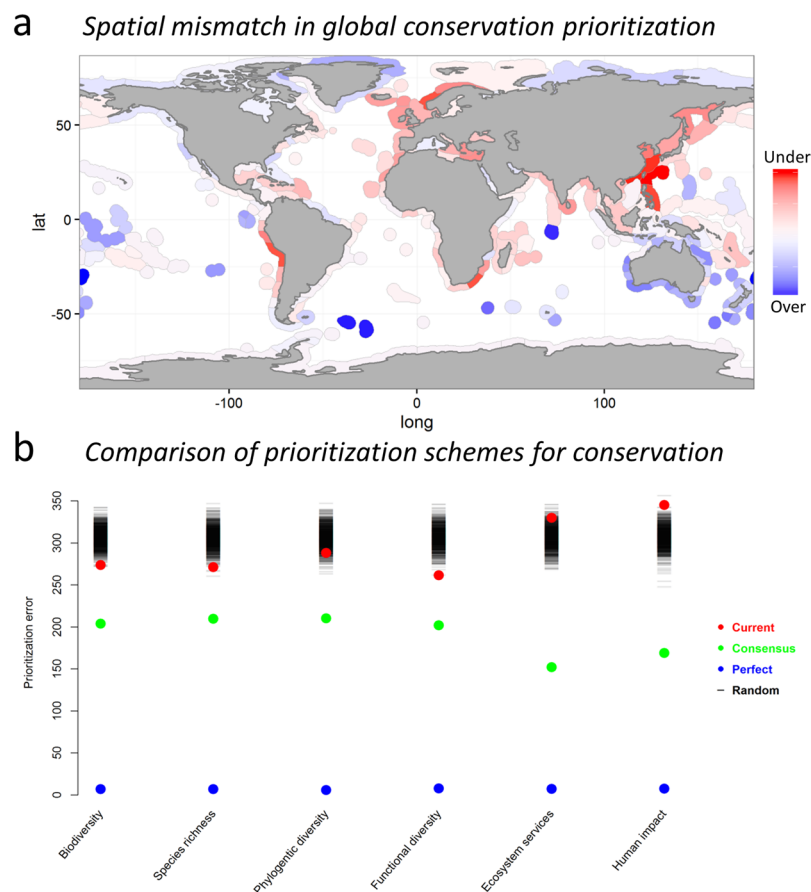 a
Spatial mismatch in global conservation prioritization
50
0
-50
lat
-100
0
100
long
Under
Over
b
Comparison of prioritization schemes for conservation
350
300
250
200
150
100
50
0
Prioritization error
Current
Consensus
Perfect
Random
Biodiversity
Species richness
Phylogentic diversity
Functional diversity
Ecosystem services
Human impact